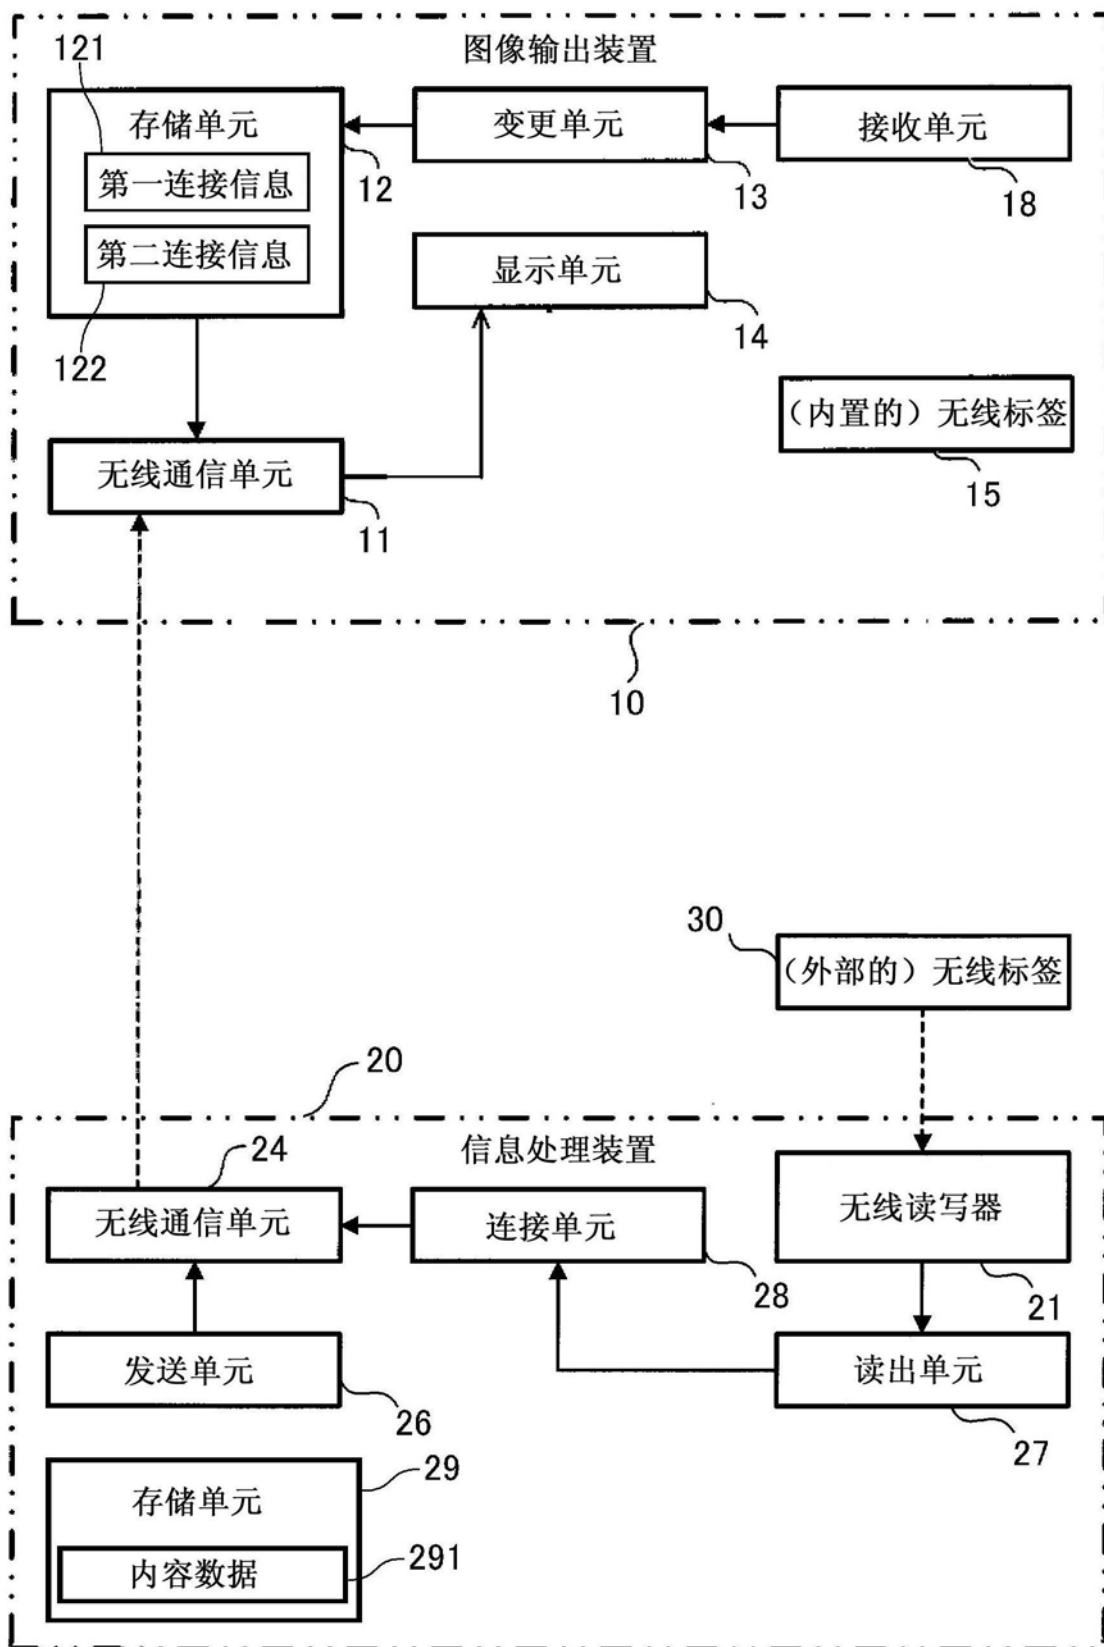 图像输出装置
121
存储单元
变更单元
接收单元
12
13
18
第一连接信息
第二连接信息
显示单元
14
122
（内置的）无线标签
15
无线通信单元
11
10
30
（外部的）无线标签
20
信息处理装置
24
无线通信单元
连接单元
无线读写器
28
21
发送单元
读出单元
26
27
29
存储单元
291
内容数据